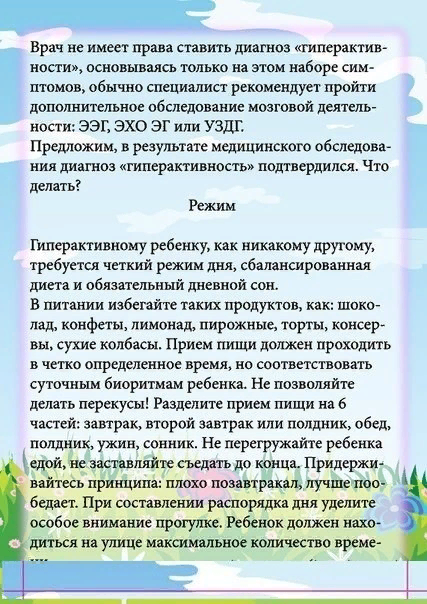 Врач не имеет права ставить диагноз «гиперактив-
ности», основываясь только на этом наборе сим-
птомов, обычно специалист рекомендует пройти
дополнительное обследование мозговой деятель-
ности: ЭЭГ, ЭХО ЭГ или УЗДГ.
Предложим, в результате медицинского обследова-
ния диагноз «гиперактивность» подтвердился. Что
делать?
Режим
Гиперактивному ребенку, как никакому другому,
требуется четкий режим дня, сбалансированная
диета и обязательный дневной сон.
В питании избегайте таких продуктов, как: шоко-
лад, конфеты, лимонад, пирожные, торты, консер-
вы, сухие колбасы. Прием пищи должен проходить
в четко определенное время, но соответствовать
суточным биоритмам ребенка. Не позволяйте
делать перекусы! Разделите прием пищи на 6
частей: завтрак, второй завтрак или полдник, обед,
полдник, ужин, сонник. Не перегружайте ребенка
едой, не заставляйте съедать до конца. Придержи-
вайтесь принципа: плохо позавтракал, лучше поо-
бедает. При составлении распорядка дня уделите
особое внимание прогулке. Ребенок должен нахо-
диться на улице максимальное количество време-